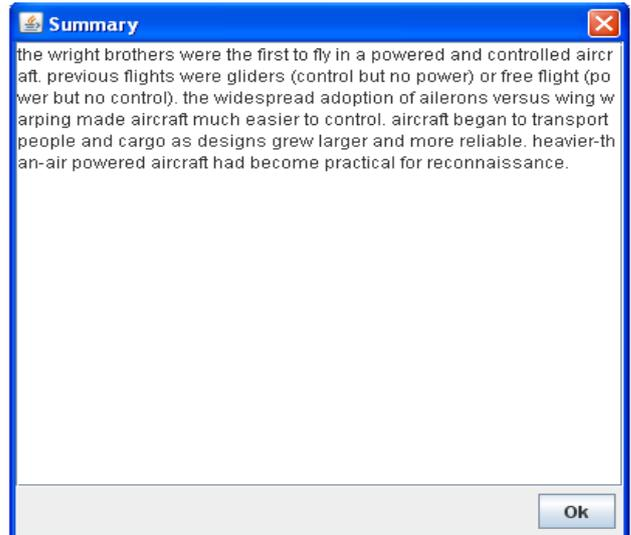 Summary
the wright brothers were the first to fly in a powered and controlled aircr
aft. previous flights were gliders (control but no power) or free flight (po
wer but no control). the widespread adoption of ailerons versus wing w
arping made aircraft much easier to control. aircraft began to transport
people and cargo as designs grew larger and more reliable. heavier-th
an-air powered aircraft had become practical for reconnaissance.
Ok